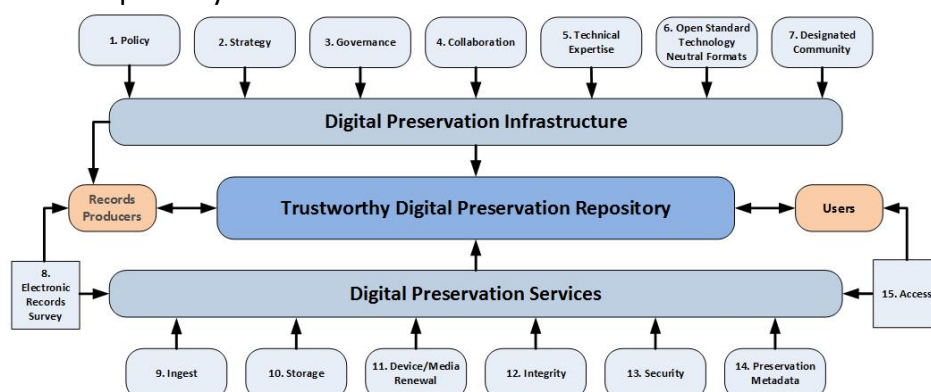 1. Policy
2. Strategy
3. Governance
4. Collaboration
5. Technical
Expertise
6. Open Standard
Technology
Neutral Formats
7. Designated
Community
Digital Preservation Infrastructure
Records
Producers
Trustworthy Digital Preservation Repository
Users
8.
Electronic
Records
Survey
Digital Preservation Services
15. Access
9. Ingest
10. Storage
11. Device/Media
Renewal
12. Integrity
13. Security
14. Preservation
Metadata